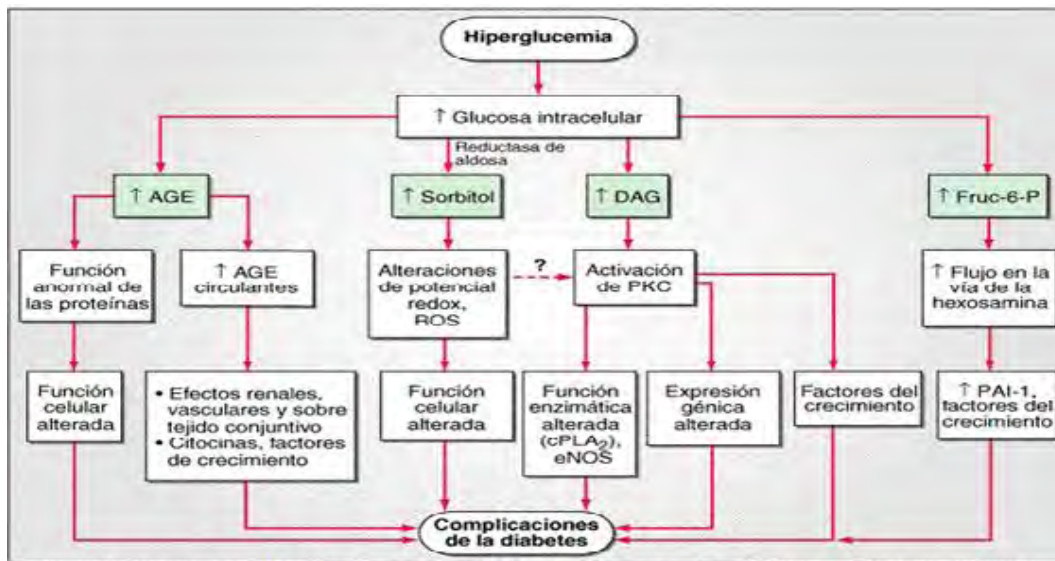 Hiperglucemia
↑ Glucosa intracelular
Reductasa de
aldosa
↑ AGE
↑ Sorbitol
↑ DAG
↑ Fruc-6-P
Función
anormal de
las proteínas
↑ AGE
circulantes
Alteraciones
de potencial
redox,
ROS
?
Activación
de PKC
↑ Flujo en la
vía de la
hexosamina
Función
celular
alterada
• Efectos renales,
vasculares y sobre
tejido conjuntivo
• Citocinas, factores
de crecimiento
Función
celular
alterada
Función
enzimática
alterada
(cPLA2),
eNOS
Expresión
génica
alterada
Factores del
crecimiento
↑ PAI-1,
factores del
crecimiento
Complicaciones
de la diabetes